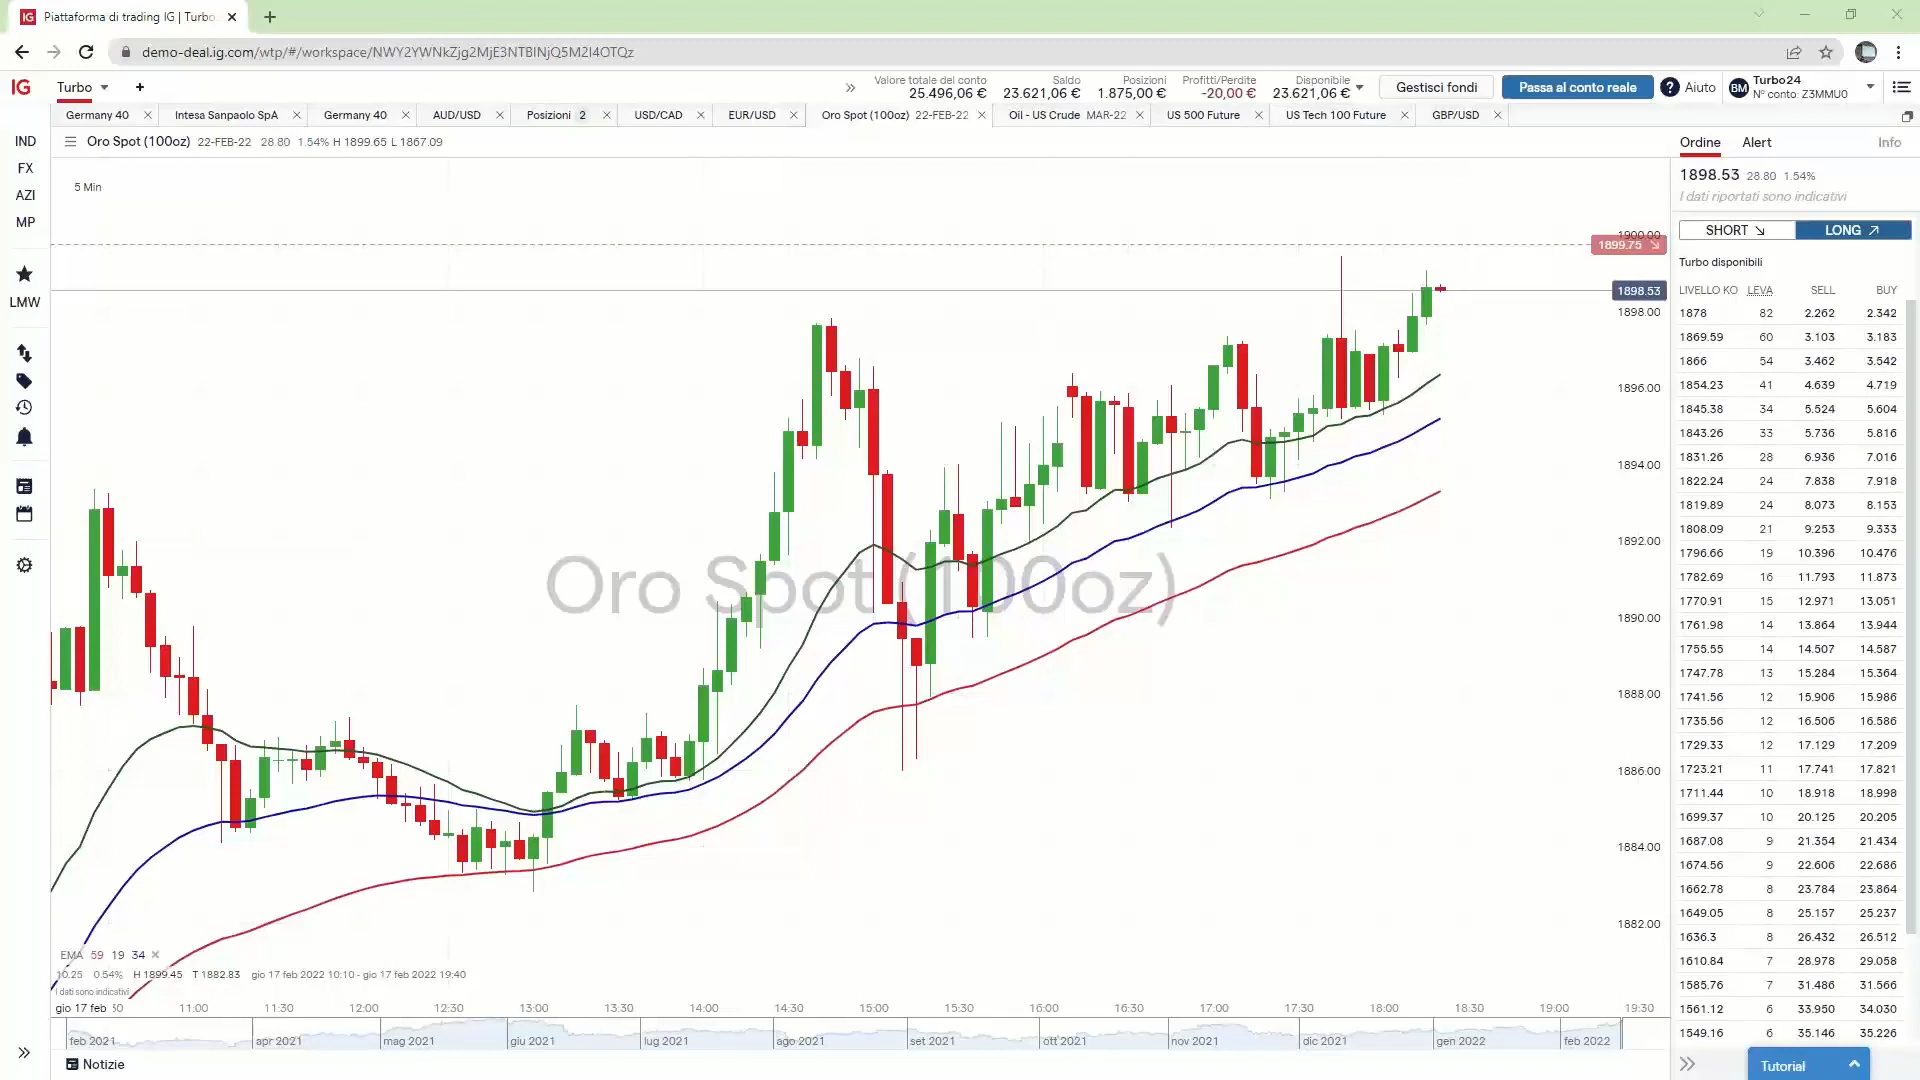 IG Piattaforma di trading IG | Turbo
demo-deal.ig.com/wtp/#/workspace/
IG Turbo
Valore totale del conto 25.496,06 €
Saldo 23.621,06 €
Posizioni 1.875,00 €
Profitti/Perdite -20,00 €
Disponibile 23.621,06 €
Gestisci fondi
Passa al conto reale
Aiuto
BM Turbo24
N° conto: Z3MMU0
Germany 40
Intesa Sanpaolo SpA
Germany 40
AUD/USD
Posizioni 2
USD/CAD
EUR/USD
Oro Spot (100oz) 22-FEB-22
Oil - US Crude MAR-22
US 500 Future
US Tech 100 Future
GBP/USD
IND
FX
AZI
MP
LMW
Oro Spot (100oz) 22-FEB-22 28.80 1.54% H 1899.65 L 1867.09
5 Min
Oro Spot (100oz)
1900.00
1899.75
1898.53
1898.00
1896.00
1894.00
1892.00
1890.00
1888.00
1886.00
1884.00
1882.00
EMA 59 19 34
10.25 0.54% H 1899.45 T 1882.83 gio 17 feb 2022 10:10 - gio 17 feb 2022 19:40
I dati sono indicativi
gio 17 feb 11:00 11:30 12:00 12:30 13:00 13:30 14:00 14:30 15:00 15:30 16:00 16:30 17:00 17:30 18:00 18:30 19:00 19:30
feb 2021 apr 2021 mag 2021 giu 2021 lug 2021 ago 2021 set 2021 ott 2021 nov 2021 dic 2021 gen 2022 feb 2022
Notizie
Ordine Alert Info
1898.53 28.80 1.54%
I dati riportati sono indicativi
SHORT LONG
Turbo disponibili
LIVELLO KO LEVA SELL BUY
1878 82 2.262 2.342
1869.59 60 3.103 3.183
1866 54 3.462 3.542
1854.23 41 4.639 4.719
1845.38 34 5.524 5.604
1843.26 33 5.736 5.816
1831.26 28 6.936 7.016
1822.24 24 7.838 7.918
1819.89 24 8.073 8.153
1808.09 21 9.253 9.333
1796.66 19 10.396 10.476
1782.69 16 11.793 11.873
1770.91 15 12.971 13.051
1761.98 14 13.864 13.944
1755.55 14 14.507 14.587
1747.78 13 15.284 15.364
1741.56 12 15.906 15.986
1735.56 12 16.506 16.586
1729.33 12 17.129 17.209
1723.21 11 17.741 17.821
1711.44 10 18.918 18.998
1699.37 10 20.125 20.205
1687.08 9 21.354 21.434
1674.56 9 22.606 22.686
1662.78 8 23.784 23.864
1649.05 8 25.157 25.237
1636.3 8 26.432 26.512
1610.84 7 28.978 29.058
1585.76 7 31.486 31.566
1561.12 6 33.950 34.030
1549.16 6 35.146 35.226
Tutorial